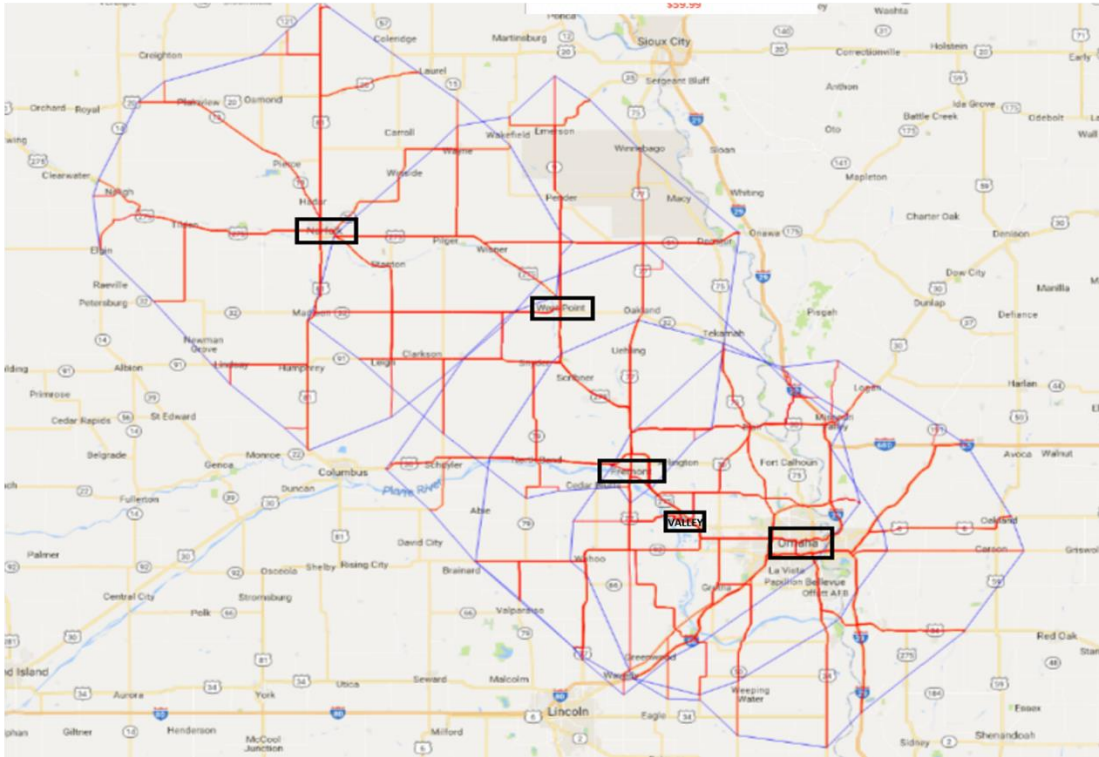 $59.99
Ponca
Washta
Coleridge
Martinsburg
Sioux City
Correctionville
Holstein
Early
Creighton
Laurel
Sergeant Bluff
Anthon
Ida Grove
Orchard Royal
Plainview
Osmond
Battle Creek
Odebolt
Carroll
Wakefield
Emerson
Oto
Wayne
Winnebago
Sloan
Pierce
Winside
Mapleton
Clearwater
Neligh
Hadar
Pender
Macy
Whiting
Charter Oak
Tilden
Norfolk
Onawa
Denison
Elgin
Pilger
Wisner
Decatur
Stanton
Dow City
Raeville
Manilla
Petersburg
Madison
West Point
Oakland
Dunlap
Pisgah
Defiance
Tekamah
Newman
Grove
Clarkson
Uehling
Albion
Lindsay
Humphrey
Leigh
Snyder
Scribner
Logan
Harlan
Primrose
Cedar Rapids
St Edward
Missouri
Valley
Belgrade
Monroe
Avoca
Walnut
Genoa
Columbus
Schuyler
North Bend
Fremont
Arlington
Fort Calhoun
Duncan
Platte River
Cedar Bluffs
Fullerton
Abie
VALLEY
Oakland
David City
Omaha
Palmer
Carson
Griswold
Osceola
Shelby
Rising City
Brainard
Wahoo
La Vista
Papillion
Bellevue
Offutt AFB
Gretna
Central City
Stromsburg
Polk
Valparaiso
Red Oak
Greenwood
Waverly
Aurora
York
Utica
Seward
Malcolm
Weeping
Water
Lincoln
Eagle
Essex
Giltner
Henderson
McCool
Junction
Milford
Sidney
Shenandoah